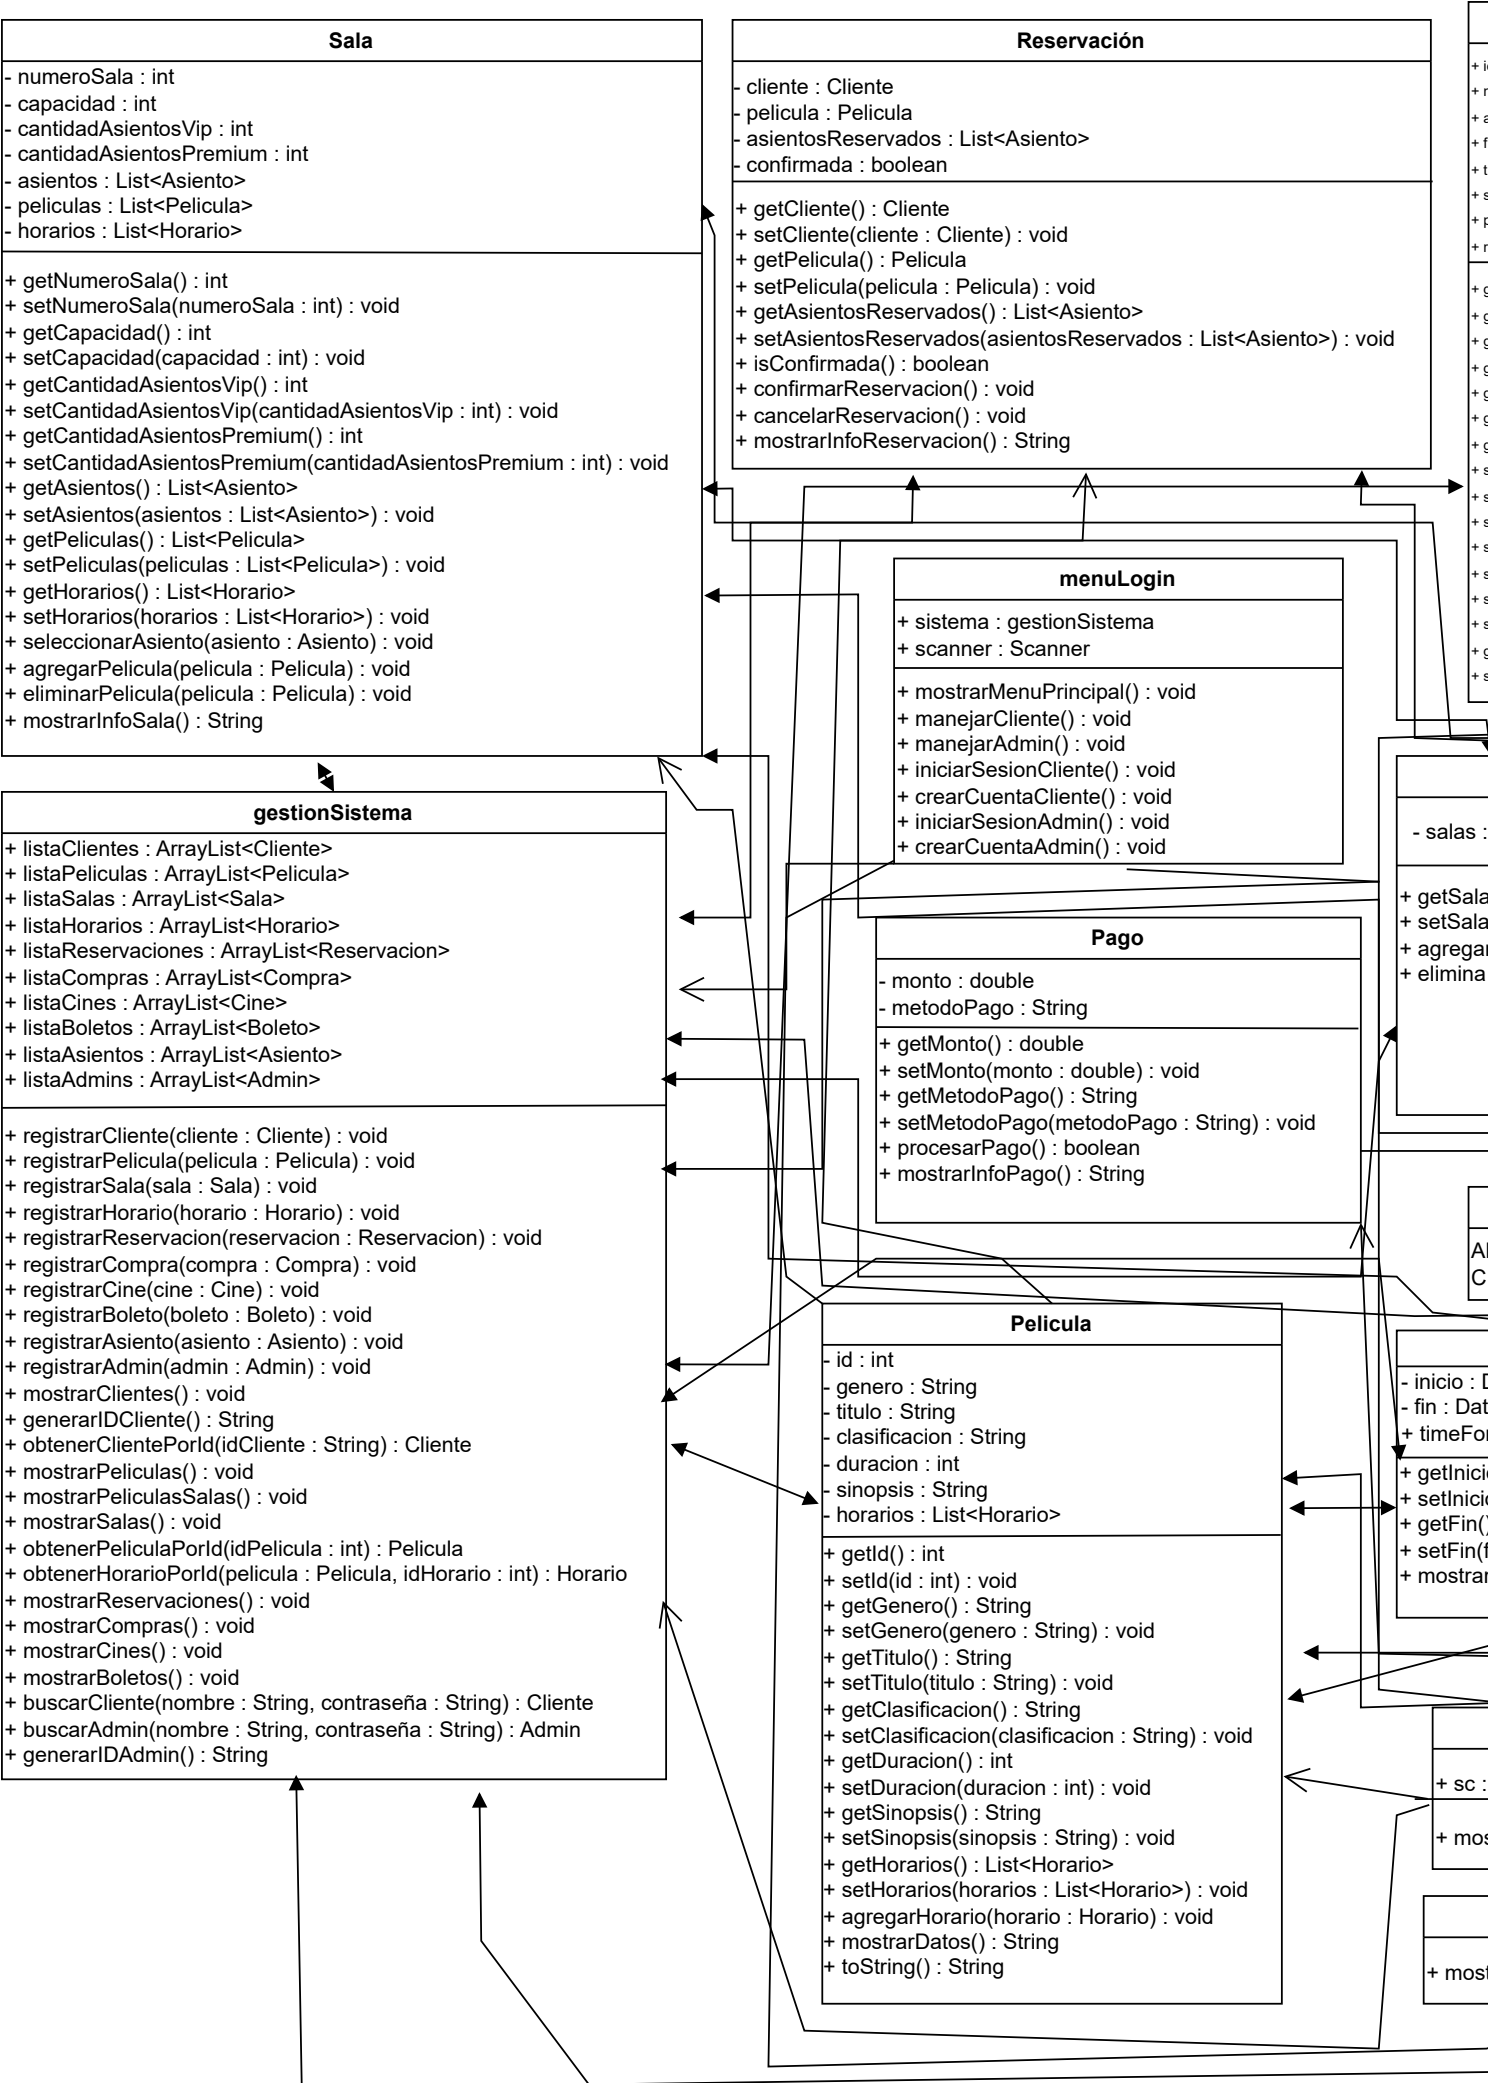 Sala
- numeroSala : int
- capacidad : int
- cantidadAsientosVip : int
- cantidadAsientosPremium : int
- asientos : List<Asiento>
- peliculas : List<Pelicula>
- horarios : List<Horario>
+ getNumeroSala() : int
+ setNumeroSala(numeroSala : int) : void
+ getCapacidad() : int
+ setCapacidad(capacidad : int) : void
+ getCantidadAsientosVip() : int
+ setCantidadAsientosVip(cantidadAsientosVip : int) : void
+ getCantidadAsientosPremium() : int
+ setCantidadAsientosPremium(cantidadAsientosPremium : int) : void
+ getAsientos() : List<Asiento>
+ setAsientos(asientos : List<Asiento>) : void
+ getPeliculas() : List<Pelicula>
+ setPeliculas(peliculas : List<Pelicula>) : void
+ getHorarios() : List<Horario>
+ setHorarios(horarios : List<Horario>) : void
+ seleccionarAsiento(asiento : Asiento) : void
+ agregarPelicula(pelicula : Pelicula) : void
+ eliminarPelicula(pelicula : Pelicula) : void
+ mostrarInfoSala() : String
Reservación
- cliente : Cliente
- pelicula : Pelicula
- asientosReservados : List<Asiento>
- confirmada : boolean
+ getCliente() : Cliente
+ setCliente(cliente : Cliente) : void
+ getPelicula() : Pelicula
+ setPelicula(pelicula : Pelicula) : void
+ getAsientosReservados() : List<Asiento>
+ setAsientosReservados(asientosReservados : List<Asiento>) : void
+ isConfirmada() : boolean
+ confirmarReservacion() : void
+ cancelarReservacion() : void
+ mostrarInfoReservacion() : String
menuLogin
+ sistema : gestionSistema
+ scanner : Scanner
+ mostrarMenuPrincipal() : void
+ manejarCliente() : void
+ manejarAdmin() : void
+ iniciarSesionCliente() : void
+ crearCuentaCliente() : void
+ iniciarSesionAdmin() : void
+ crearCuentaAdmin() : void
gestionSistema
+ listaClientes : ArrayList<Cliente>
+ listaPeliculas : ArrayList<Pelicula>
+ listaSalas : ArrayList<Sala>
+ listaHorarios : ArrayList<Horario>
+ listaReservaciones : ArrayList<Reservacion>
+ listaCompras : ArrayList<Compra>
+ listaCines : ArrayList<Cine>
+ listaBoletos : ArrayList<Boleto>
+ listaAsientos : ArrayList<Asiento>
+ listaAdmins : ArrayList<Admin>
+ registrarCliente(cliente : Cliente) : void
+ registrarPelicula(pelicula : Pelicula) : void
+ registrarSala(sala : Sala) : void
+ registrarHorario(horario : Horario) : void
+ registrarReservacion(reservacion : Reservacion) : void
+ registrarCompra(compra : Compra) : void
+ registrarCine(cine : Cine) : void
+ registrarBoleto(boleto : Boleto) : void
+ registrarAsiento(asiento : Asiento) : void
+ registrarAdmin(admin : Admin) : void
+ mostrarClientes() : void
+ generarIDCliente() : String
+ obtenerClientePorId(idCliente : String) : Cliente
+ mostrarPeliculas() : void
+ mostrarPeliculasSalas() : void
+ mostrarSalas() : void
+ obtenerPeliculaPorId(idPelicula : int) : Pelicula
+ obtenerHorarioPorId(pelicula : Pelicula, idHorario : int) : Horario
+ mostrarReservaciones() : void
+ mostrarCompras() : void
+ mostrarCines() : void
+ mostrarBoletos() : void
+ buscarCliente(nombre : String, contraseña : String) : Cliente
+ buscarAdmin(nombre : String, contraseña : String) : Admin
+ generarIDAdmin() : String
Pago
- monto : double
- metodoPago : String
+ getMonto() : double
+ setMonto(monto : double) : void
+ getMetodoPago() : String
+ setMetodoPago(metodoPago : String) : void
+ procesarPago() : boolean
+ mostrarInfoPago() : String
Pelicula
- id : int
- genero : String
- titulo : String
- clasificacion : String
- duracion : int
- sinopsis : String
- horarios : List<Horario>
+ getId() : int
+ setId(id : int) : void
+ getGenero() : String
+ setGenero(genero : String) : void
+ getTitulo() : String
+ setTitulo(titulo : String) : void
+ getClasificacion() : String
+ setClasificacion(clasificacion : String) : void
+ getDuracion() : int
+ setDuracion(duracion : int) : void
+ getSinopsis() : String
+ setSinopsis(sinopsis : String) : void
+ getHorarios() : List<Horario>
+ setHorarios(horarios : List<Horario>) : void
+ agregarHorario(horario : Horario) : void
+ mostrarDatos() : String
+ toString() : String
- salas :
+ getSala
+ setSala
+ agregar
+ elimina
- inicio :
- fin : Dat
+ timeFor
+ getInici
+ setInici
+ getFin()
+ setFin(f
+ mostrar
+ sc :
+ mos
+ most